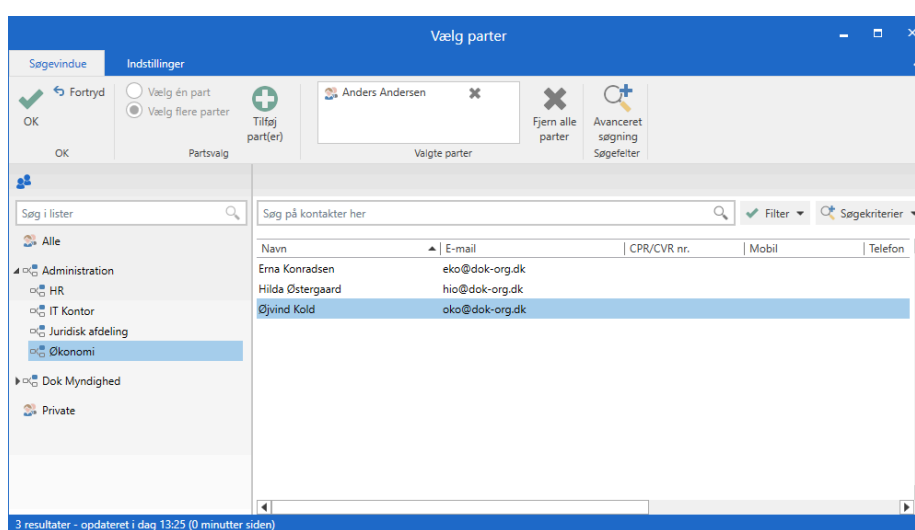 Vælg parter
Søgevindue Indstillinger
OK
Fortryd
Vælg én part
Vælg flere parter
Tilføj
part(er)
Anders Andersen
Fjern alle
parter
Avanceret
søgning
OK Partsvalg Valgte parter Søgefelter
Søg i lister
Søg på kontakter her
Filter
Søgekriterier
Alle
Administration
HR
IT Kontor
Juridisk afdeling
Økonomi
Dok Myndighed
Private
Navn E-mail CPR/CVR nr. Mobil Telefon
Erna Konradsen eko@dok-org.dk
Hilda Østergaard hio@dok-org.dk
Øjvind Kold oko@dok-org.dk
3 resultater - opdateret i dag 13:25 (0 minutter siden)